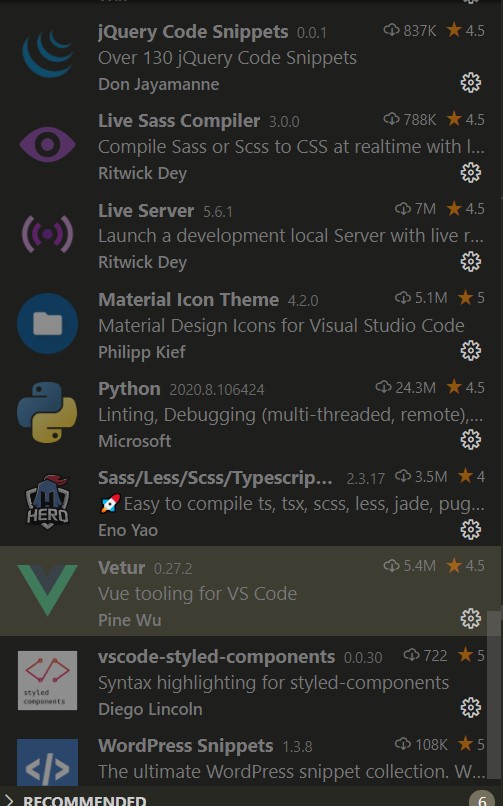 jQuery Code Snippets 0.0.1 837K 4.5
Over 130 jQuery Code Snippets
Don Jayamanne
Live Sass Compiler 3.0.0 788K 4.5
Compile Sass or Scss to CSS at realtime with l...
Ritwick Dey
Live Server 5.6.1 7M 4.5
Launch a development local Server with live r...
Ritwick Dey
Material Icon Theme 4.2.0 5.1M 5
Material Design Icons for Visual Studio Code
Philipp Kief
Python 2020.8.106424 24.3M 4.5
Linting, Debugging (multi-threaded, remote),...
Microsoft
Sass/Less/Scss/Typescrip... 2.3.17 3.5M 4
HERO
🚀Easy to compile ts, tsx, scss, less, jade, pug...
Eno Yao
Vetur 0.27.2 5.4M 4.5
Vue tooling for VS Code
Pine Wu
vscode-styled-components 0.0.30 722 5
styled
components
Syntax highlighting for styled-components
Diego Lincoln
WordPress Snippets 1.3.8 108K 5
The ultimate WordPress snippet collection. W...
RECOMMENDED 6